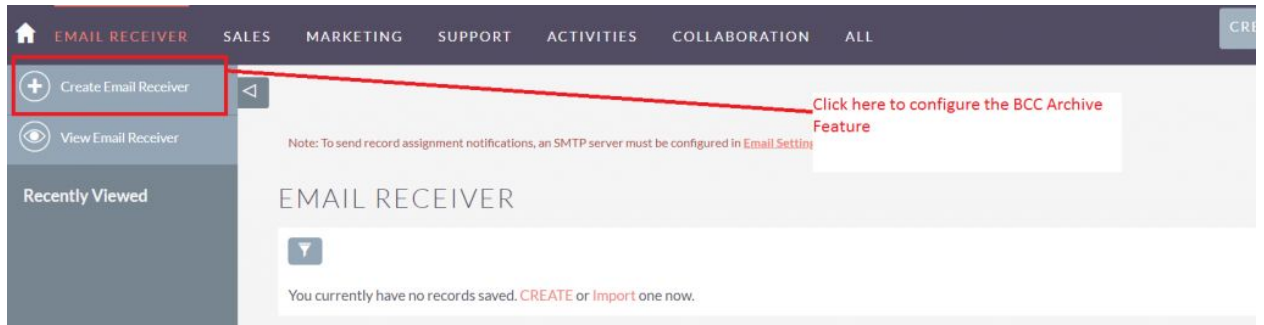 EMAIL RECEIVER SALES MARKETING SUPPORT ACTIVITIES COLLABORATION ALL
Create Email Receiver
View Email Receiver
Recently Viewed
Click here to configure the BCC Archive
Feature
Note: To send record assignment notifications, an SMTP server must be configured in Email
EMAIL RECEIVER
You currently have no records saved. CREATE or Import one now.